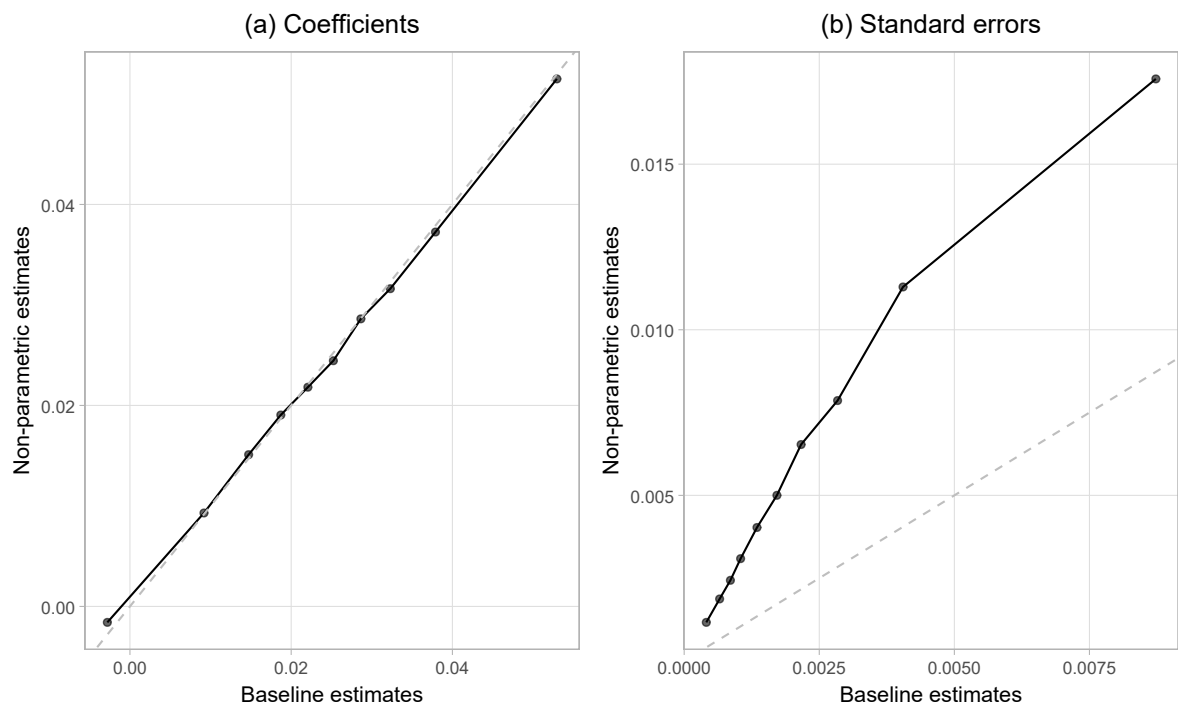 (a) Coefficients
Non-parametric estimates
0.04
0.02
0.00
0.00 0.02 0.04
Baseline estimates
(b) Standard errors
Non-parametric estimates
0.015
0.010
0.005
0.0000 0.0025 0.0050 0.0075
Baseline estimates